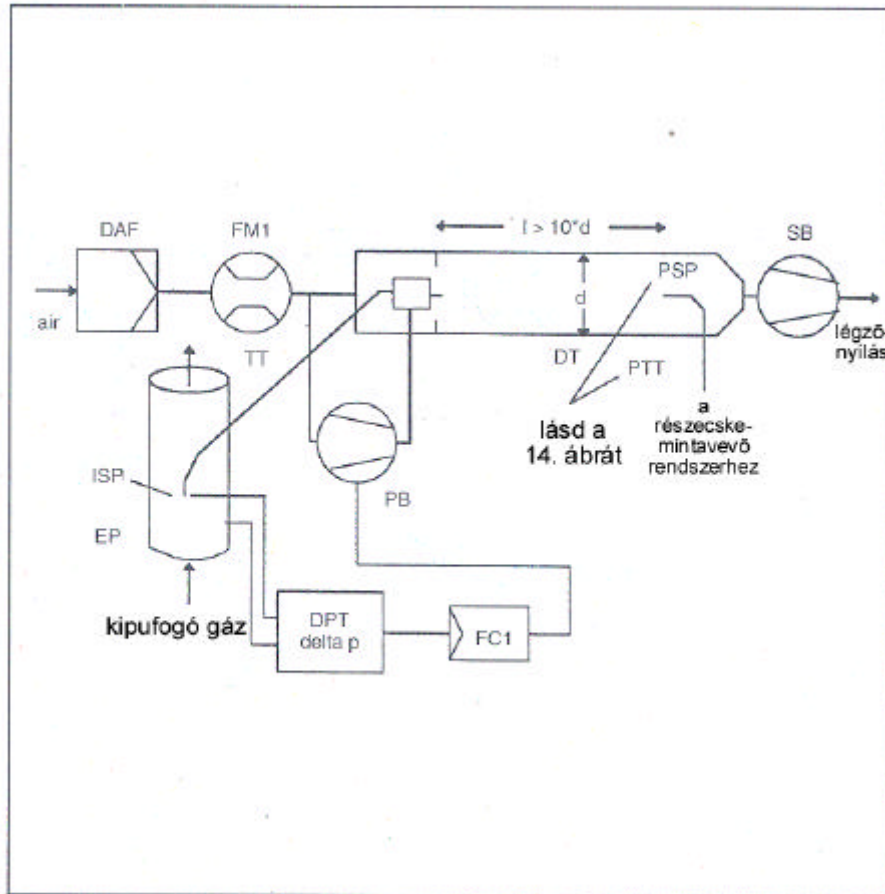 DAF
FM1
l > 10*d
SB
PSP
d
air
légző-
nyilás
TT
DT
PTT
lásd a
14. ábrát
a
részecske-
mintavevő
rendszerhez
ISP
PB
EP
kipufogó gáz
DPT
delta p
FC1